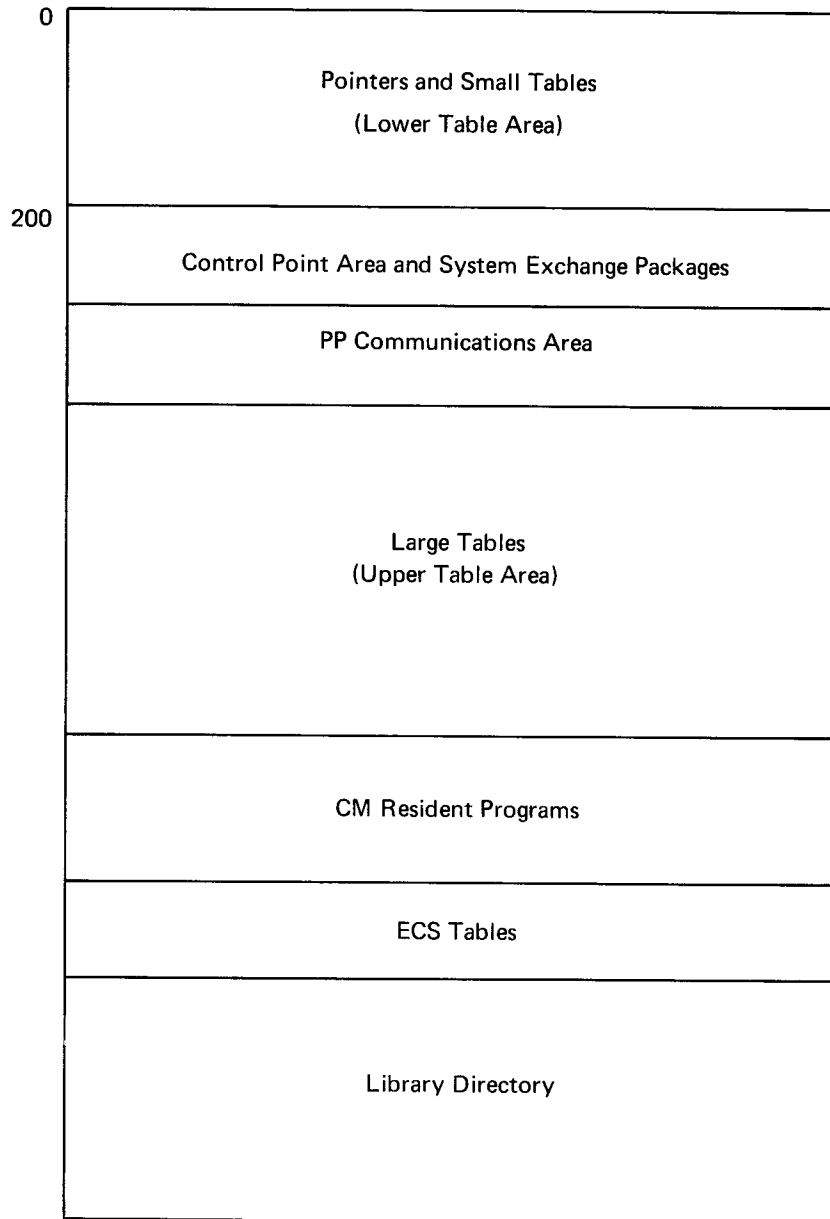 0
Pointers and Small Tables
(Lower Table Area)
200
Control Point Area and System Exchange Packages
PP Communications Area
Large Tables
(Upper Table Area)
CM Resident Programs
ECS Tables
Library Directory